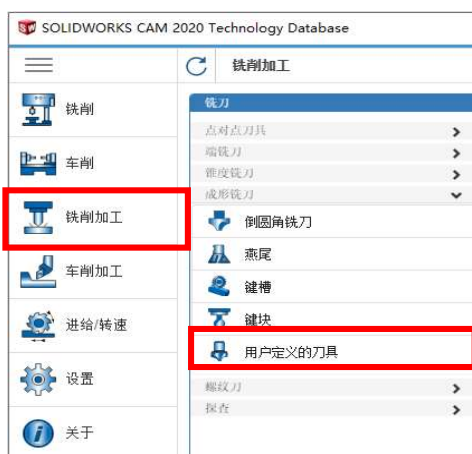 SOLIDWORKS CAM 2020 Technology Database
铣削加工
铣削
车削
铣削加工
车削加工
进给/转速
设置
关于
铣刀
点对点刀具
端铣刀
锥度铣刀
成形铣刀
倒圆角铣刀
燕尾
键槽
键块
用户定义的刀具
螺纹刀
探查